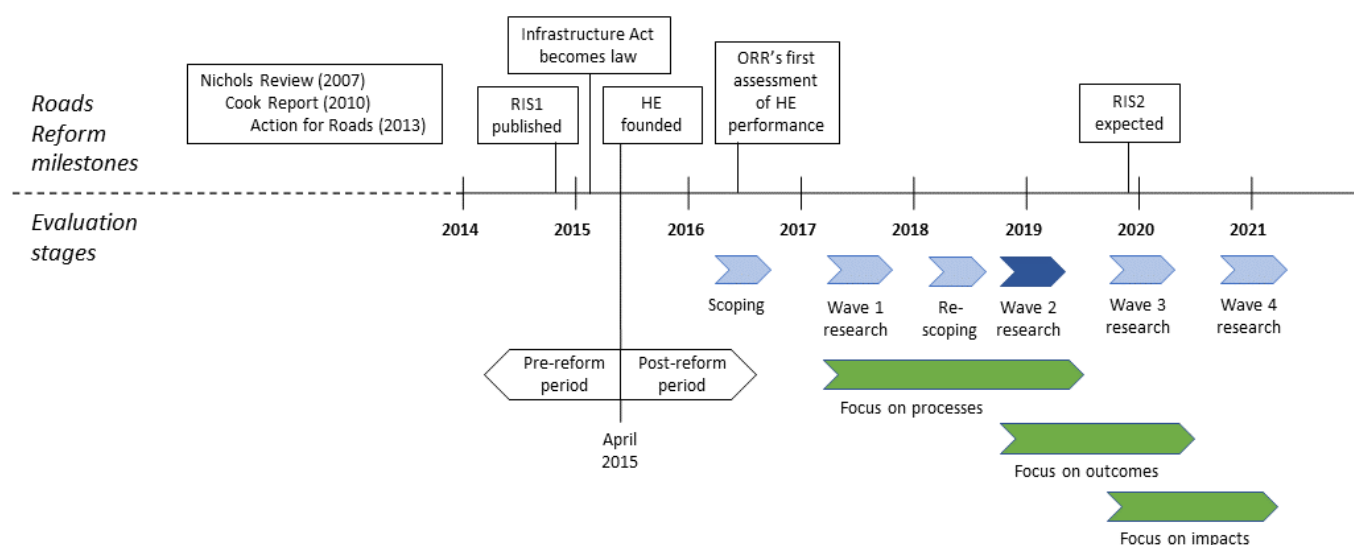 Roads
Reform
milestones
Nichols Review (2007)
Cook Report (2010)
Action for Roads (2013)
RIS1
published
Infrastructure Act
becomes law
HE
founded
ORR's first
assessment
of HE
performance
RIS2
expected
Evaluation
stages
2014
2015
2016
2017
2018
2019
2020
2021
Scoping
Wave 1
research
Re-
scoping
Wave 2
research
Wave 3
research
Wave 4
research
Pre-reform
period
Post-reform
period
April
2015
Focus on processes
Focus on outcomes
Focus on impacts